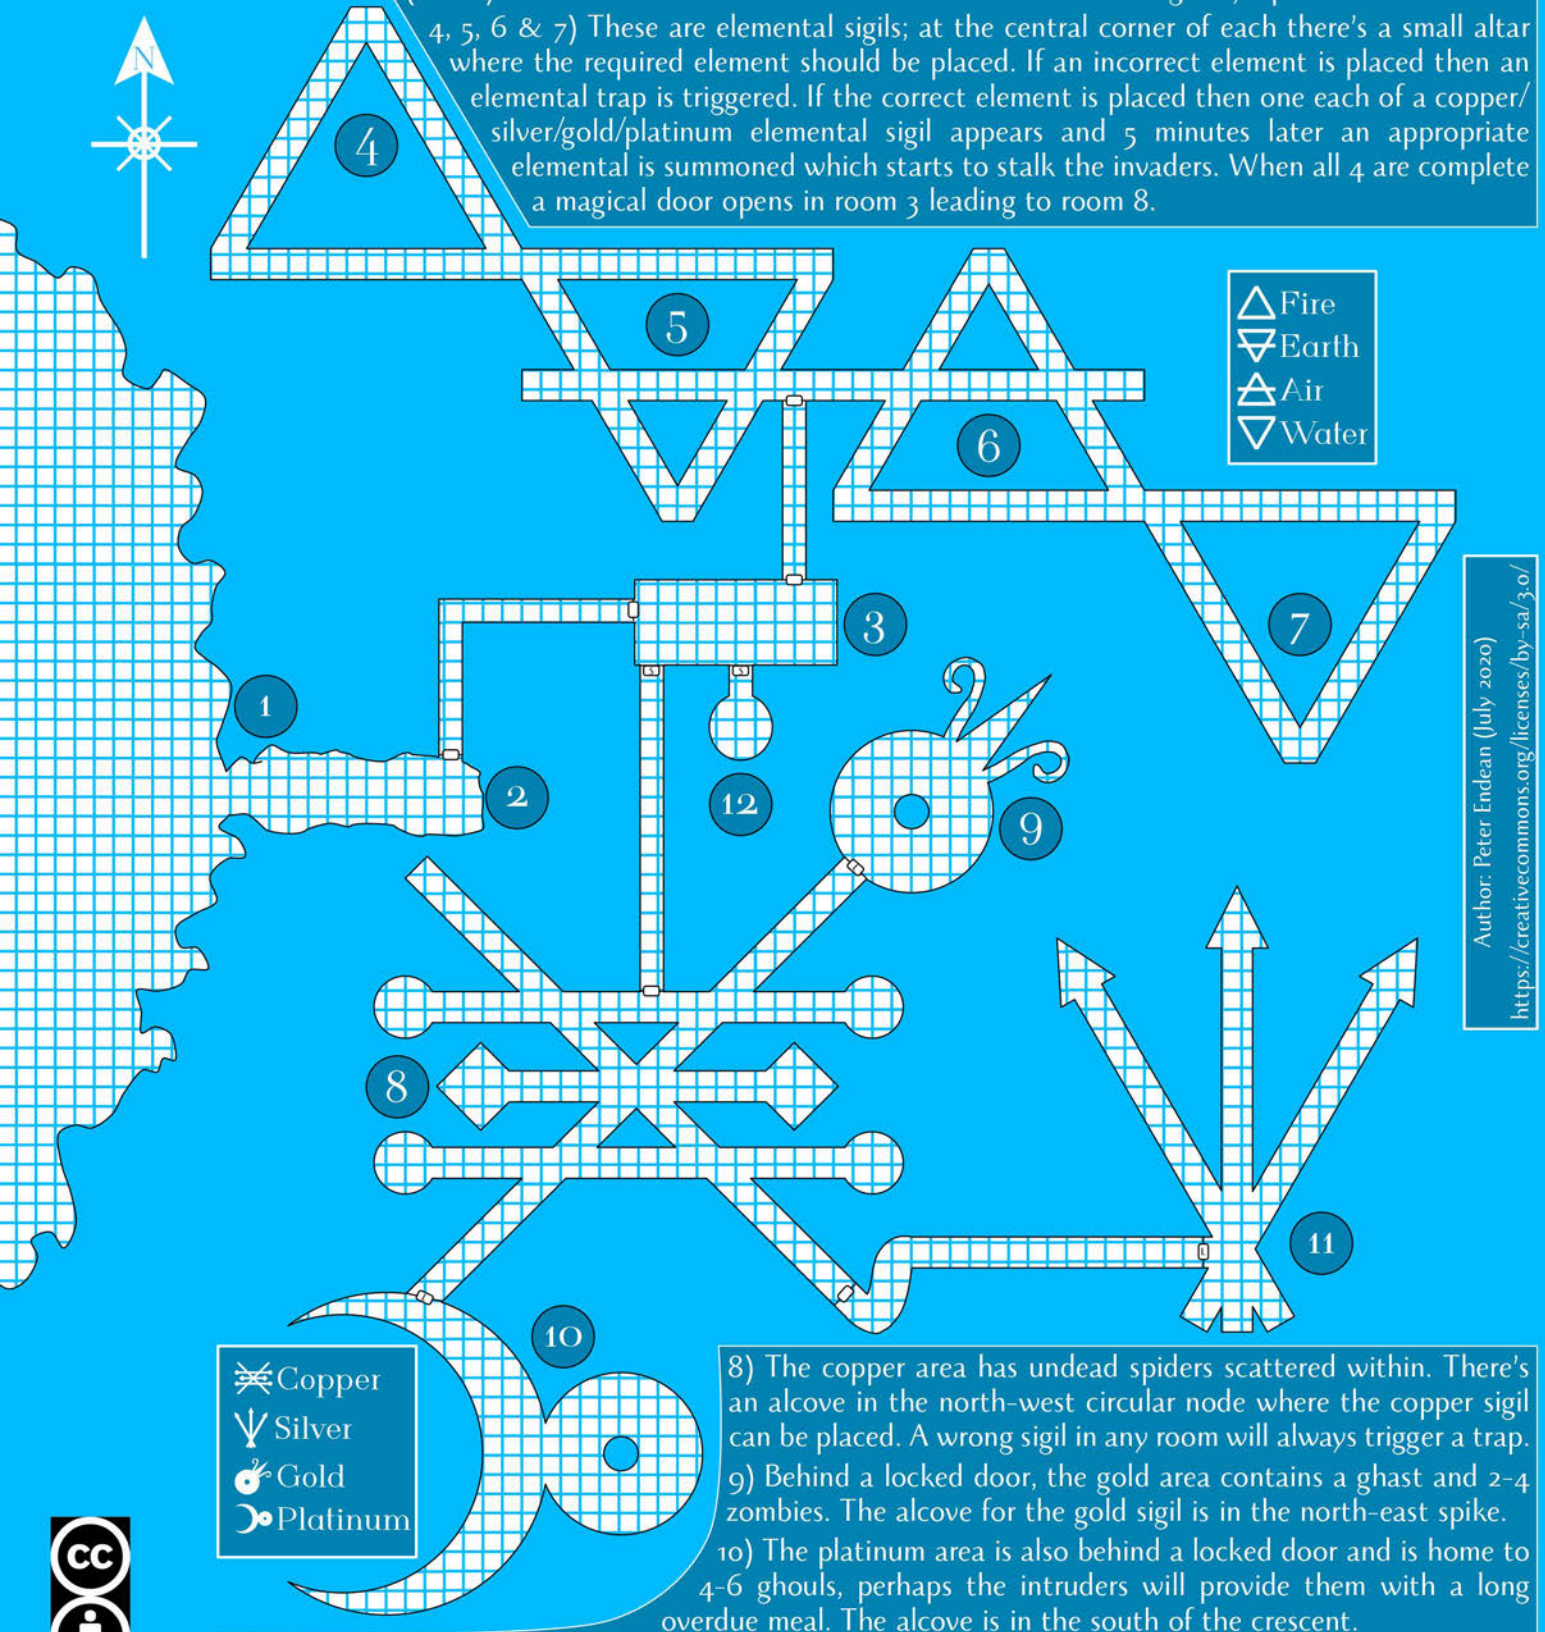 4, 5, 6 & 7) These are elemental sigils; at the central corner of each there's a small altar
where the required element should be placed. If an incorrect element is placed then an
elemental trap is triggered. If the correct element is placed then one each of a copper/
silver/gold/platinum elemental sigil appears and 5 minutes later an appropriate
elemental is summoned which starts to stalk the invaders. When all 4 are complete
a magical door opens in room 3 leading to room 8.
N
4
5
Fire
Earth
Air
Water
6
3
7
1
S
S
2
12
9
Author: Peter Endean (July 2020)
https://creativecommons.org/licenses/by-sa/3.0/
8
11
10
Copper
Silver
Gold
Platinum
8) The copper area has undead spiders scattered within. There's
an alcove in the north-west circular node where the copper sigil
can be placed. A wrong sigil in any room will always trigger a trap.
9) Behind a locked door, the gold area contains a ghast and 2-4
zombies. The alcove for the gold sigil is in the north-east spike.
10) The platinum area is also behind a locked door and is home to
4-6 ghouls, perhaps the intruders will provide them with a long
overdue meal. The alcove is in the south of the crescent.
cc